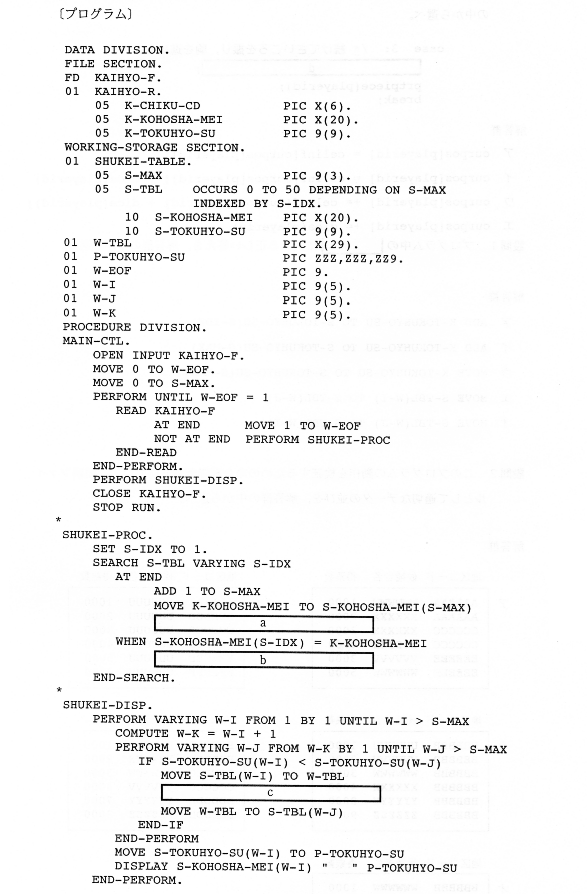 〔プログラム〕
DATA DIVISION.
FILE SECTION.
FD  KAIHYO-F.
01  KAIHYO-R.
    05  K-CHIKU-CD          PIC X(6).
    05  K-KOHOSHA-MEI       PIC X(20).
    05  K-TOKUHYO-SU        PIC 9(9).
WORKING-STORAGE SECTION.
01  SHUKEI-TABLE.
    05  S-MAX               PIC 9(3).
    05  S-TBL   OCCURS 0 TO 50 DEPENDING ON S-MAX
                INDEXED BY S-IDX.
        10  S-KOHOSHA-MEI   PIC X(20).
        10  S-TOKUHYO-SU    PIC 9(9).
01  W-TBL                   PIC X(29).
01  P-TOKUHYO-SU            PIC ZZZ,ZZZ,ZZ9.
01  W-EOF                   PIC 9.
01  W-I                     PIC 9(5).
01  W-J                     PIC 9(5).
01  W-K                     PIC 9(5).
PROCEDURE DIVISION.
MAIN-CTL.
    OPEN INPUT KAIHYO-F.
    MOVE 0 TO W-EOF.
    MOVE 0 TO S-MAX.
    PERFORM UNTIL W-EOF = 1
       READ KAIHYO-F
            AT END      MOVE 1 TO W-EOF
            NOT AT END  PERFORM SHUKEI-PROC
       END-READ
    END-PERFORM.
    PERFORM SHUKEI-DISP.
    CLOSE KAIHYO-F.
    STOP RUN.
*
SHUKEI-PROC.
    SET S-IDX TO 1.
    SEARCH S-TBL VARYING S-IDX
       AT END
            ADD 1 TO S-MAX
            MOVE K-KOHOSHA-MEI TO S-KOHOSHA-MEI(S-MAX)
            a
       WHEN S-KOHOSHA-MEI(S-IDX) = K-KOHOSHA-MEI
            b
    END-SEARCH.
*
SHUKEI-DISP.
    PERFORM VARYING W-I FROM 1 BY 1 UNTIL W-I > S-MAX
       COMPUTE W-K = W-I + 1
       PERFORM VARYING W-J FROM W-K BY 1 UNTIL W-J > S-MAX
          IF S-TOKUHYO-SU(W-I) < S-TOKUHYO-SU(W-J)
             MOVE S-TBL(W-I) TO W-TBL
             c
             MOVE W-TBL TO S-TBL(W-J)
          END-IF
       END-PERFORM
       MOVE S-TOKUHYO-SU(W-I) TO P-TOKUHYO-SU
       DISPLAY S-KOHOSHA-MEI(W-I) "   " P-TOKUHYO-SU
    END-PERFORM.